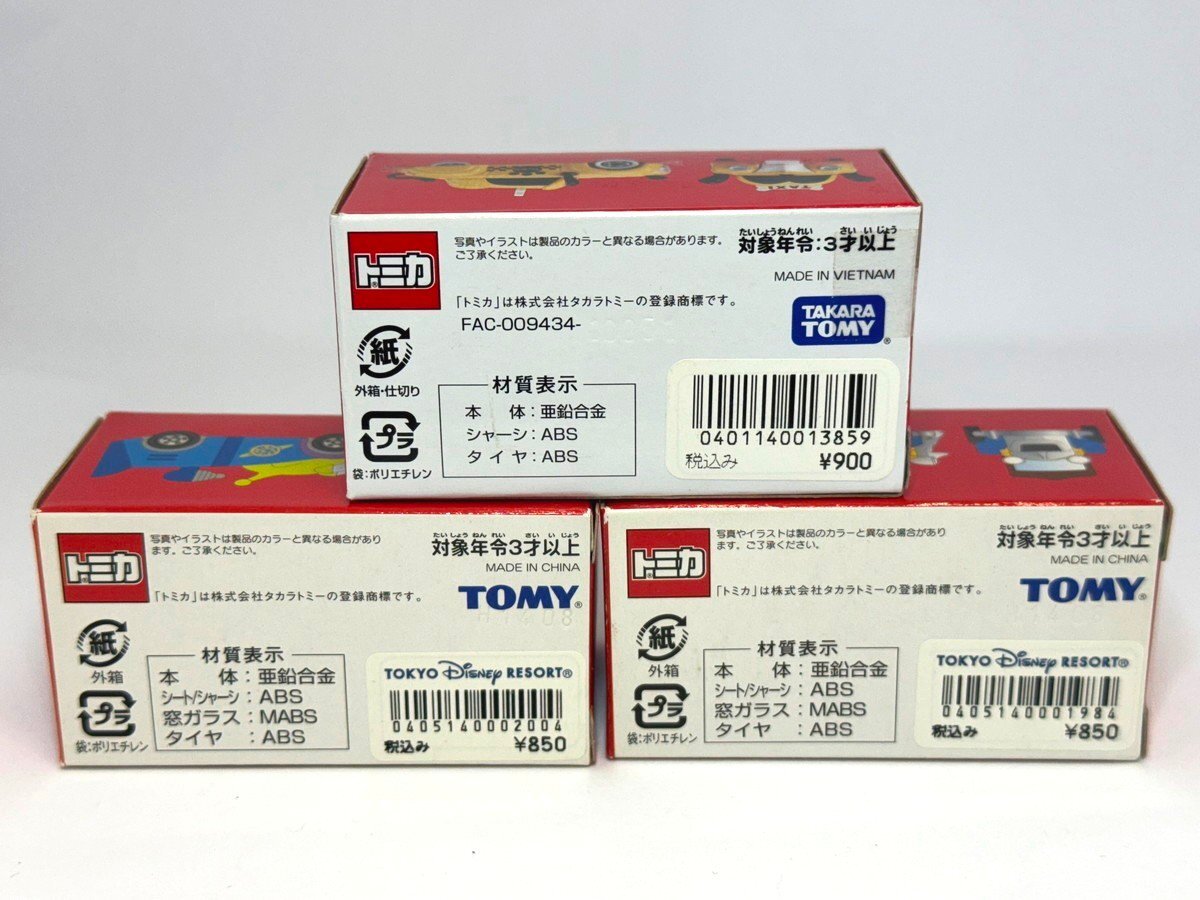 TAXI
トミカ®
写真やイラストは製品のカラーと異なる場合があります。
ご了承ください。
たいしょうねんれい さいいじょう
対象年令:3才以上
MADE IN VIETNAM
「トミカ」は株式会社タカラトミーの登録商標です。
FAC-009434-
TAKARA
TOMY®
紙
外箱・仕切り
プラ
袋:ポリエチレン
材質表示
本 体:亜鉛合金
シャーシ:ABS
タイヤ:ABS
0401140013859
税込み ¥900
トミカ®
写真やイラストは製品のカラーと異なる場合があり
ます。ご了承ください。
たいしょうねんれい さいいじょう
対象年令3才以上
MADE IN CHINA
「トミカ」は株式会社タカラトミーの登録商標です。
TOMY®
紙
外箱
プラ
袋:ポリエチレン
材質表示
本 体:亜鉛合金
シート/シャーシ:ABS
窓ガラス:MABS
タイヤ:ABS
TOKYO Disney RESORT®
0405140002004
税込み ¥850
トミカ®
写真やイラストは製品のカラーと異なる場合があり
ます。ご了承ください。
たいしょうねんれい さいいじょう
対象年令3才以上
MADE IN CHINA
「トミカ」は株式会社タカラトミーの登録商標です。
TOMY®
紙
外箱
プラ
袋:ポリエチレン
材質表示
本 体:亜鉛合金
シート/シャーシ:ABS
窓ガラス:MABS
タイヤ:ABS
TOKYO Disney RESORT®
0405140001984
税込み ¥850